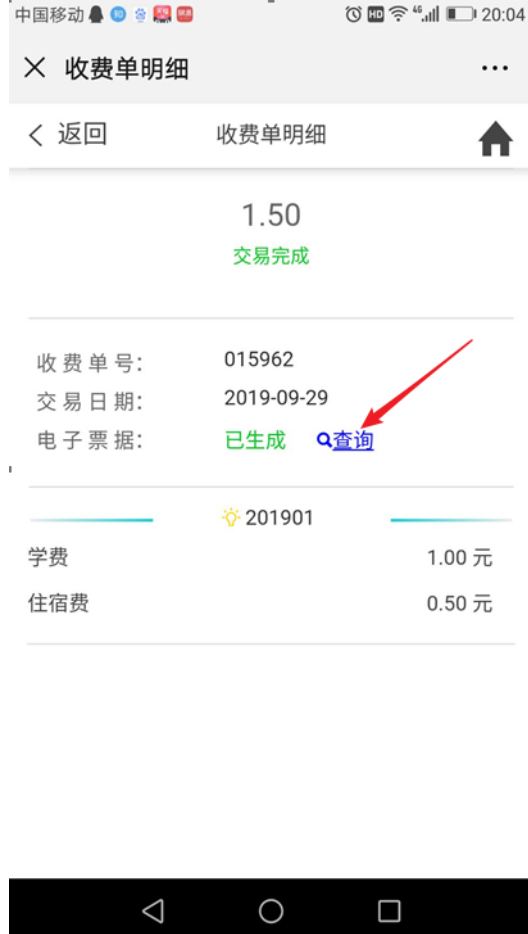 中国移动 HD 4G 20:04
收费单明细
返回 收费单明细
1.50
交易完成
收费单号： 015962
交易日期： 2019-09-29
电子票据： 已生成 查询
201901
学费 1.00 元
住宿费 0.50 元